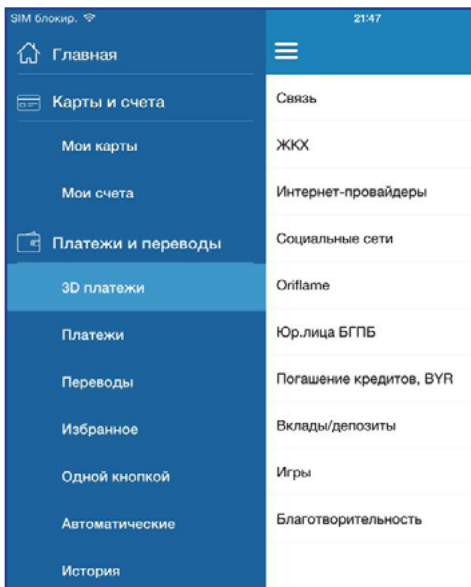 SIM блокир.
21:47
Главная
Карты и счета
Мои карты
Мои счета
Платежи и переводы
3D платежи
Платежи
Переводы
Избранное
Одной кнопкой
Автоматические
История
Связь
ЖКХ
Интернет-провайдеры
Социальные сети
Oriflame
Юр.лица БГПБ
Погашение кредитов, BYR
Вклады/депозиты
Игры
Благотворительность